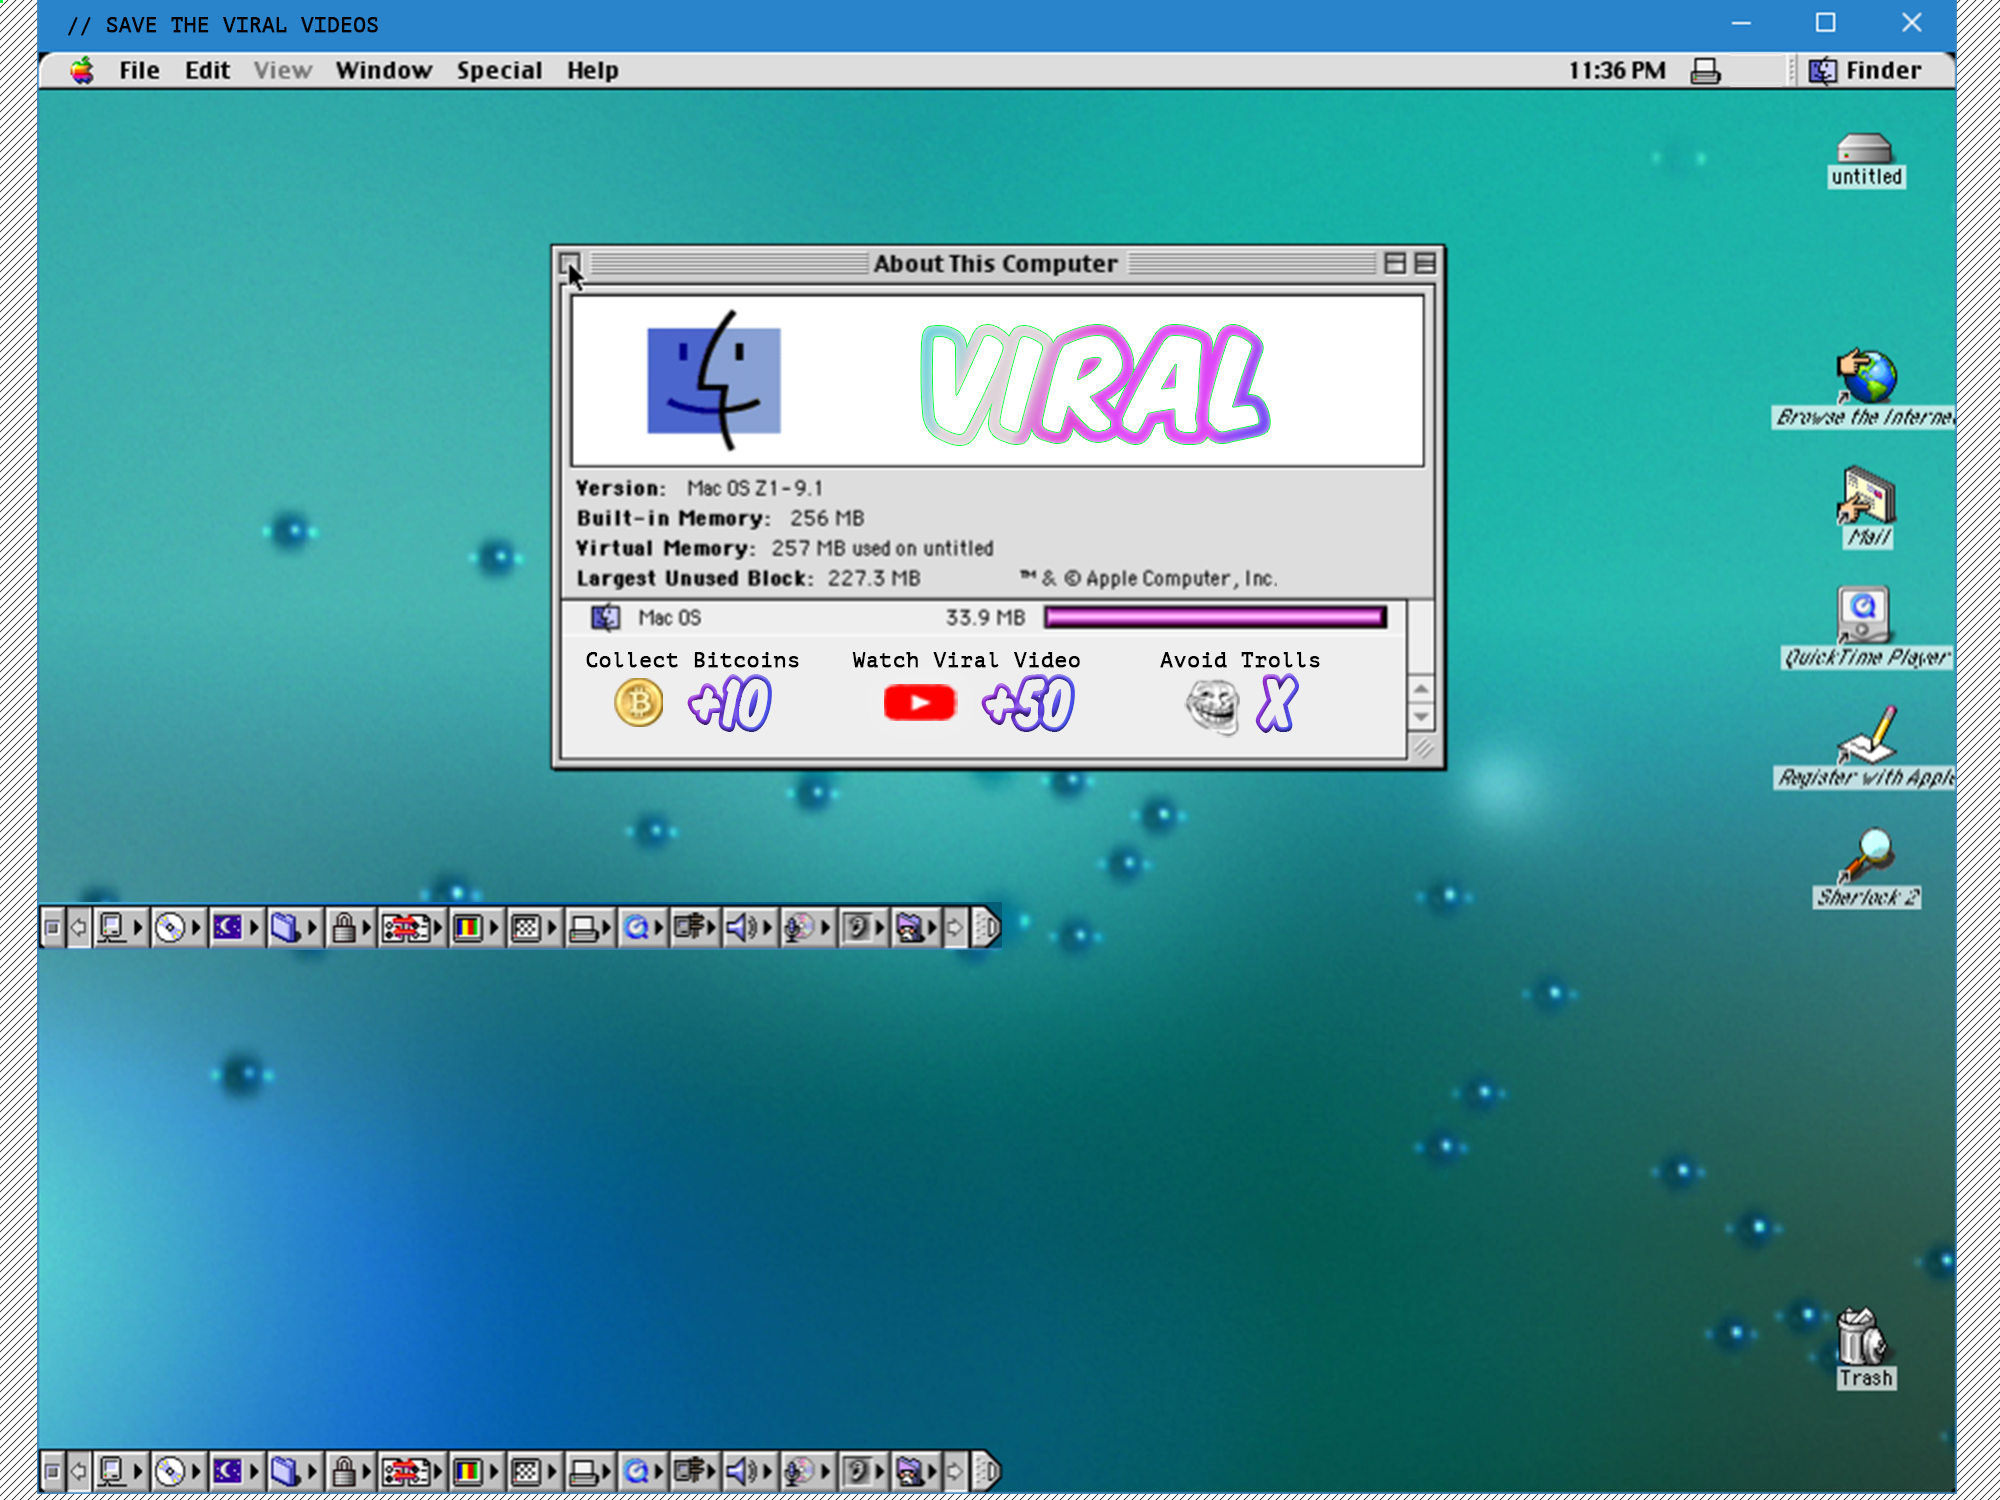 // SAVE THE VIRAL VIDEOS
File Edit View Window Special Help 11:36 PM Finder
untitled
About This Computer
VIRAL
Version: Mac OS Z1-9.1
Built-in Memory: 256 MB
Virtual Memory: 257 MB used on untitled
Largest Unused Block: 227.3 MB ™ & © Apple Computer, Inc.
Mac OS 33.9 MB
Collect Bitcoins Watch Viral Video Avoid Trolls
+10 +50 X
Browse the Interne
Mail
QuickTime Player
Register with Apple
Sherlock 2
Trash